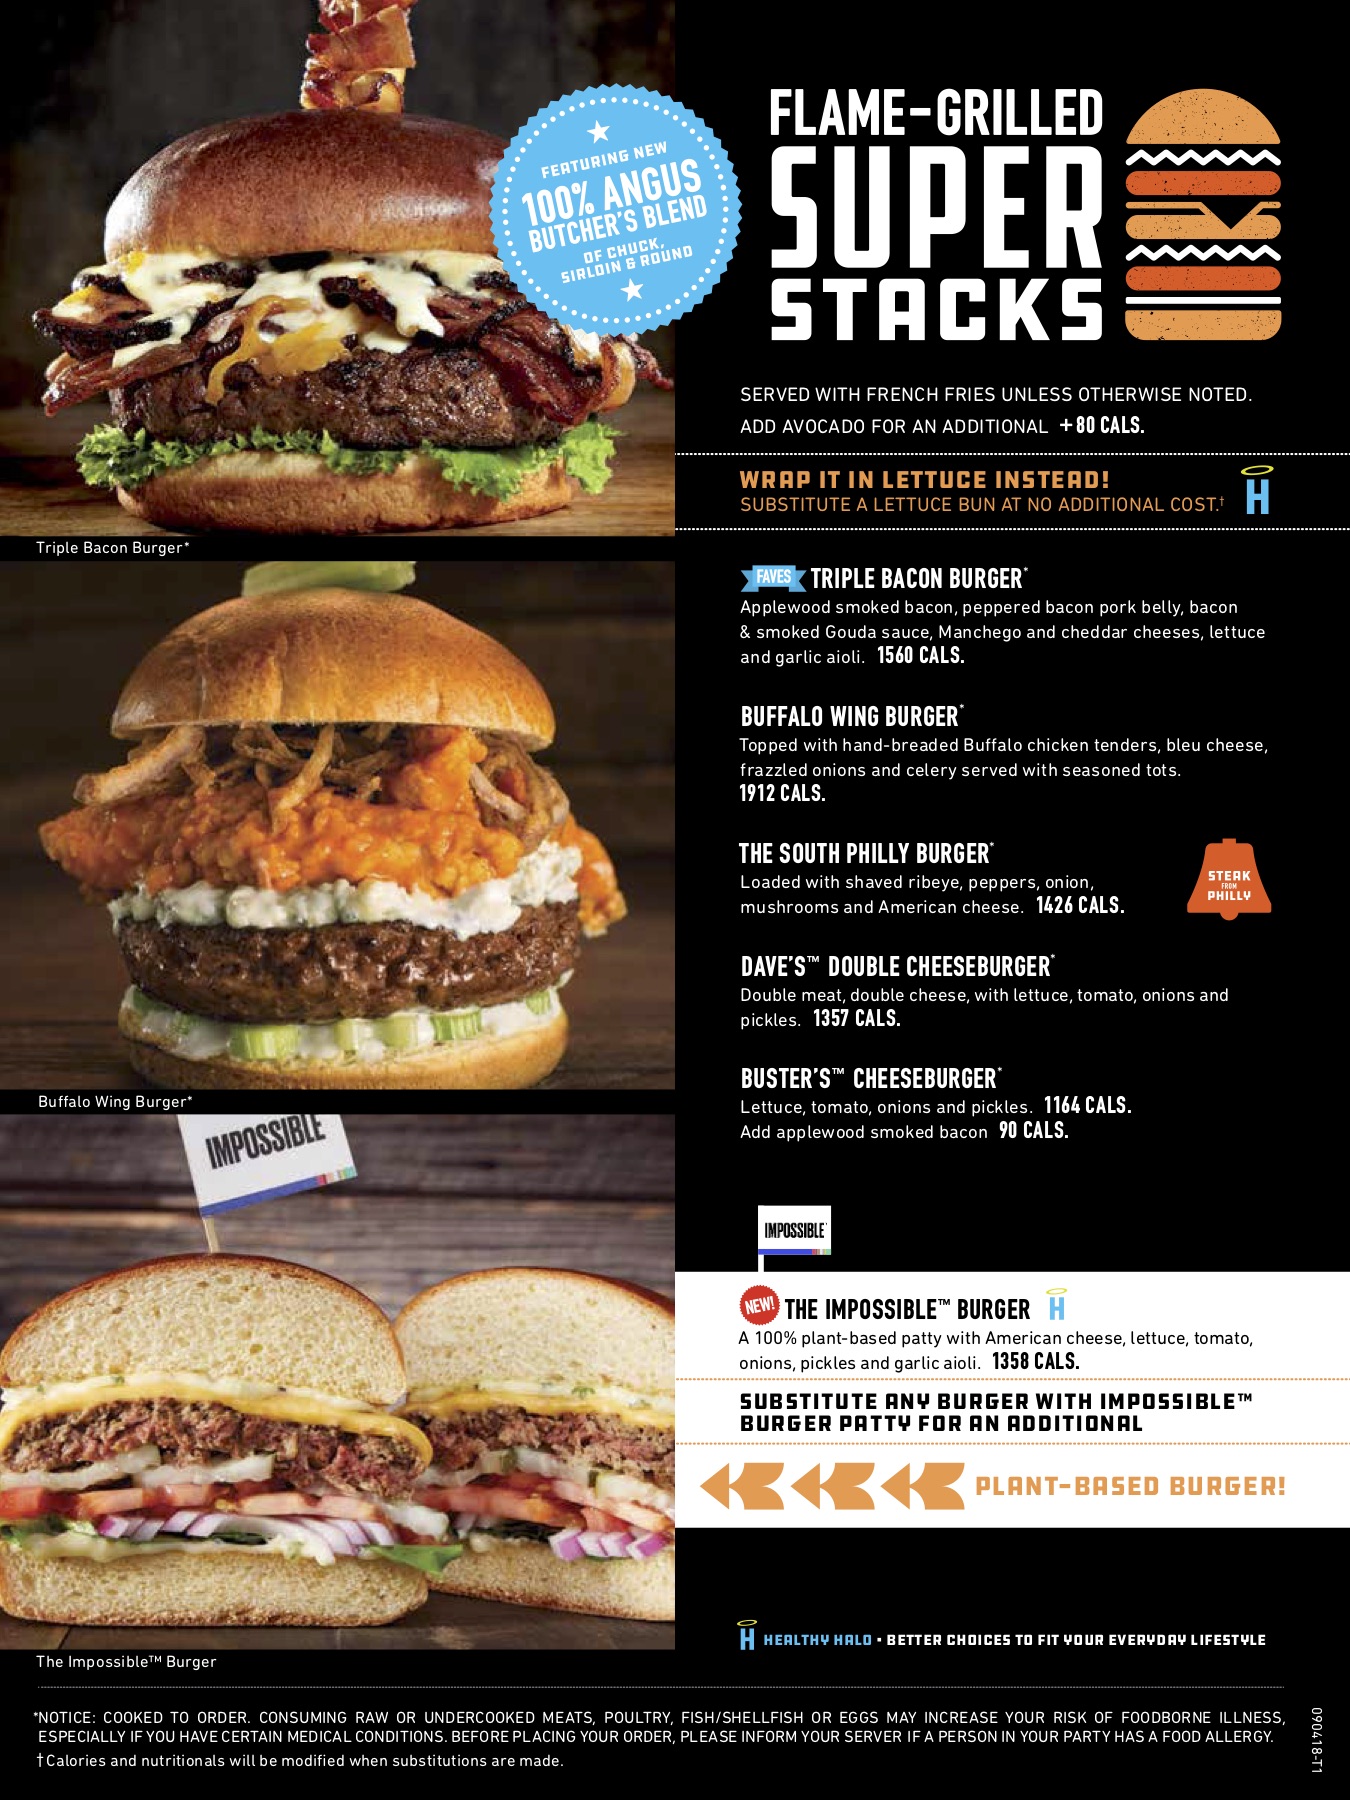 FEATURING NEW
100% ANGUS
BUTCHER'S BLEND
OF CHUCK,
SIRLOIN & ROUND
FLAME-GRILLED
SUPER
STACKS
SERVED WITH FRENCH FRIES UNLESS OTHERWISE NOTED.
ADD AVOCADO FOR AN ADDITIONAL +80 CALS.
WRAP IT IN LETTUCE INSTEAD!
SUBSTITUTE A LETTUCE BUN AT NO ADDITIONAL COST.†
H
Triple Bacon Burger*
FAVES TRIPLE BACON BURGER*
Applewood smoked bacon, peppered bacon pork belly, bacon
& smoked Gouda sauce, Manchego and cheddar cheeses, lettuce
and garlic aioli. 1560 CALS.
BUFFALO WING BURGER*
Topped with hand-breaded Buffalo chicken tenders, bleu cheese,
frazzled onions and celery served with seasoned tots.
1912 CALS.
THE SOUTH PHILLY BURGER*
Loaded with shaved ribeye, peppers, onion,
mushrooms and American cheese. 1426 CALS.
STEAK
FROM
PHILLY
DAVE'S™ DOUBLE CHEESEBURGER*
Double meat, double cheese, with lettuce, tomato, onions and
pickles. 1357 CALS.
BUSTER'S™ CHEESEBURGER*
Lettuce, tomato, onions and pickles. 1164 CALS.
Add applewood smoked bacon 90 CALS.
Buffalo Wing Burger*
IMPOSSIBLE
IMPOSSIBLE
NEW! THE IMPOSSIBLE™ BURGER H
A 100% plant-based patty with American cheese, lettuce, tomato,
onions, pickles and garlic aioli. 1358 CALS.
SUBSTITUTE ANY BURGER WITH IMPOSSIBLE™
BURGER PATTY FOR AN ADDITIONAL
PLANT-BASED BURGER!
H HEALTHY HALO • BETTER CHOICES TO FIT YOUR EVERYDAY LIFESTYLE
The Impossible™ Burger
*NOTICE: COOKED TO ORDER. CONSUMING RAW OR UNDERCOOKED MEATS, POULTRY, FISH/SHELLFISH OR EGGS MAY INCREASE YOUR RISK OF FOODBORNE ILLNESS,
ESPECIALLY IF YOU HAVE CERTAIN MEDICAL CONDITIONS. BEFORE PLACING YOUR ORDER, PLEASE INFORM YOUR SERVER IF A PERSON IN YOUR PARTY HAS A FOOD ALLERGY.
†Calories and nutritionals will be modified when substitutions are made.
090418-T1